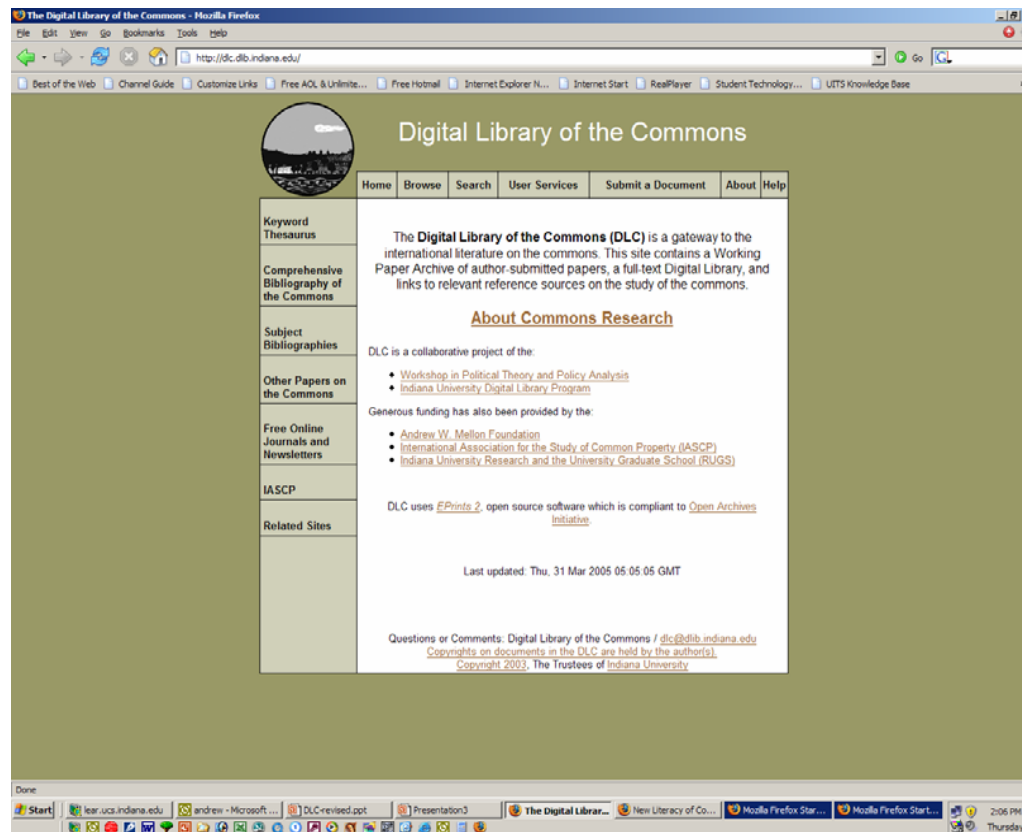 The Digital Library of the Commons - Mozilla Firefox
File Edit View Go Bookmarks Tools Help
http://dlc.dlib.indiana.edu/
Go
Best of the Web Channel Guide Customize Links Free AOL & Unlimite... Free Hotmail Internet Explorer N... Internet Start RealPlayer Student Technology... UITS Knowledge Base
Digital Library of the Commons
Home Browse Search User Services Submit a Document About Help
Keyword
Thesaurus
Comprehensive
Bibliography of
the Commons
Subject
Bibliographies
Other Papers on
the Commons
Free Online
Journals and
Newsletters
IASCP
Related Sites
The Digital Library of the Commons (DLC) is a gateway to the
international literature on the commons. This site contains a Working
Paper Archive of author-submitted papers, a full-text Digital Library, and
links to relevant reference sources on the study of the commons.
About Commons Research
DLC is a collaborative project of the:
Workshop in Political Theory and Policy Analysis
Indiana University Digital Library Program
Generous funding has also been provided by the:
Andrew W. Mellon Foundation
International Association for the Study of Common Property (IASCP)
Indiana University Research and the University Graduate School (RUGS)
DLC uses EPrints 2, open source software which is compliant to Open Archives
Initiative.
Last updated: Thu, 31 Mar 2005 05:05:05 GMT
Questions or Comments: Digital Library of the Commons / dlc@dlib.indiana.edu
Copyrights on documents in the DLC are held by the author(s).
Copyright 2003, The Trustees of Indiana University
Done
Start lear.ucs.indiana.edu andrew - Microsoft ... DLC-revised.ppt Presentation3 The Digital Librar... New Literacy of Co... Mozilla Firefox Star... Mozilla Firefox Start... 2:06 PM
Thursday